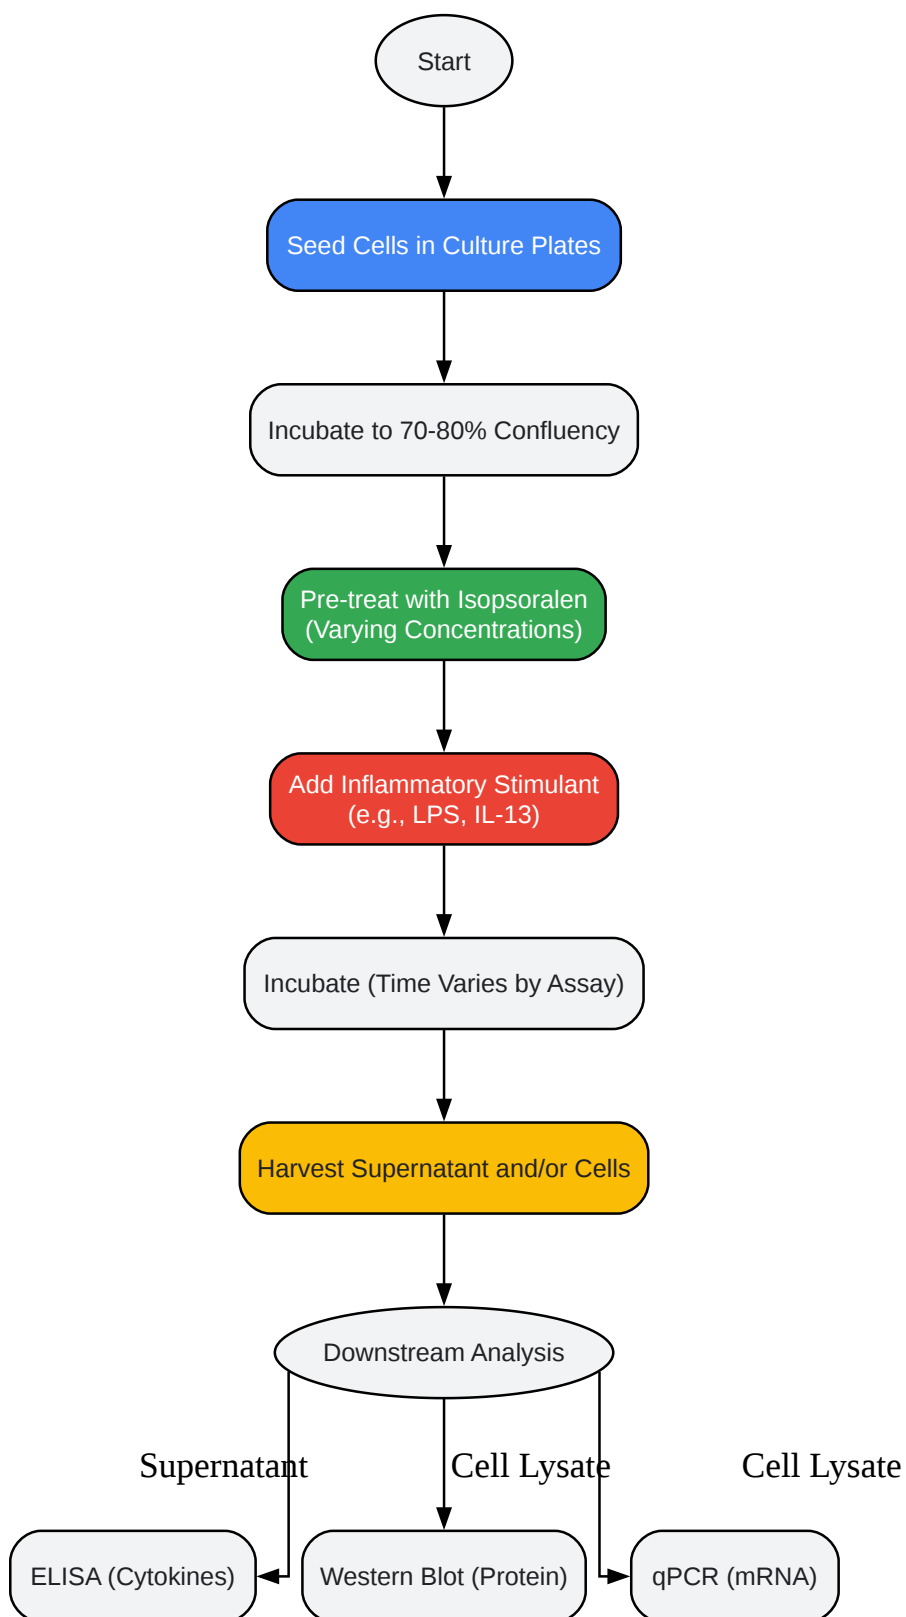 Start
Seed Cells in Culture Plates
Incubate to 70-80% Confluency
Pre-treat with Isopsoralen
(Varying Concentrations)
Add Inflammatory Stimulant
(e.g., LPS, IL-13)
Incubate (Time Varies by Assay)
Harvest Supernatant and/or Cells
Downstream Analysis
Supernatant
Cell Lysate
Cell Lysate
ELISA (Cytokines)
Western Blot (Protein)
qPCR (mRNA)